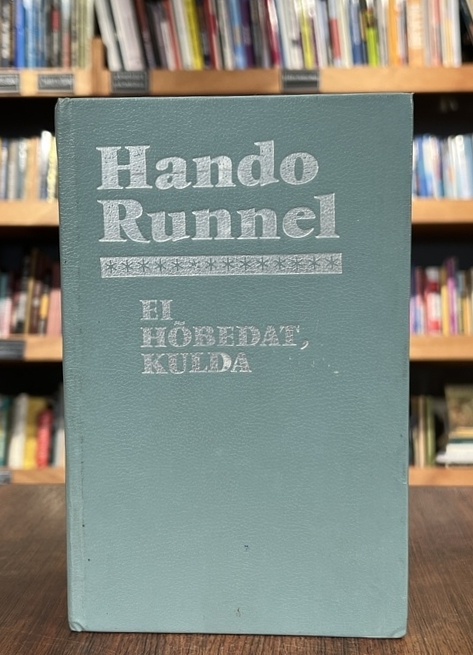 Hando
Runnel
EI
HÕBEDAT,
KULDA